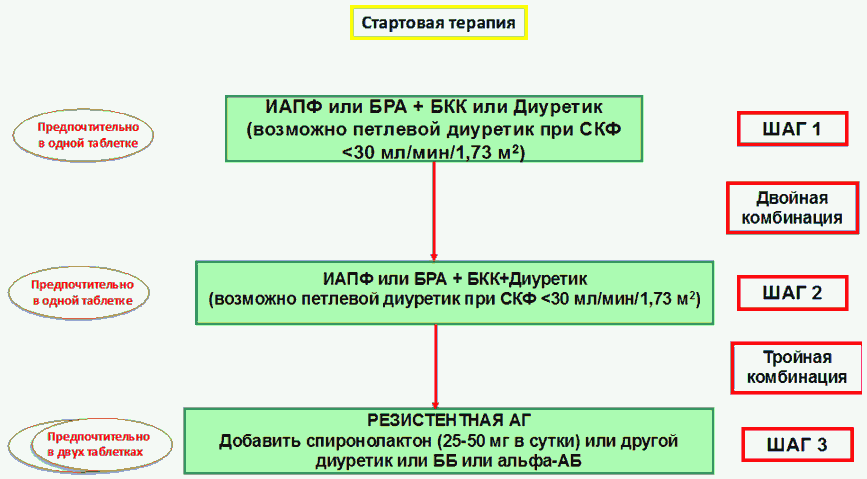 Стартовая терапия
Предпочтительно
в одной таблетке
ИАПФ или БРА + БКК или Диуретик
(возможно петлевой диуретик при СКФ
<30 мл/мин/1,73 м²)
ШАГ 1
Двойная
комбинация
Предпочтительно
в одной таблетке
ИАПФ или БРА + БКК+Диуретик
(возможно петлевой диуретик при СКФ <30 мл/мин/1,73 м²)
ШАГ 2
Тройная
комбинация
Предпочтительно
в двух таблетках
РЕЗИСТЕНТНАЯ АГ
Добавить спиронолактон (25-50 мг в сутки) или другой
диуретик или ББ или альфа-АБ
ШАГ 3